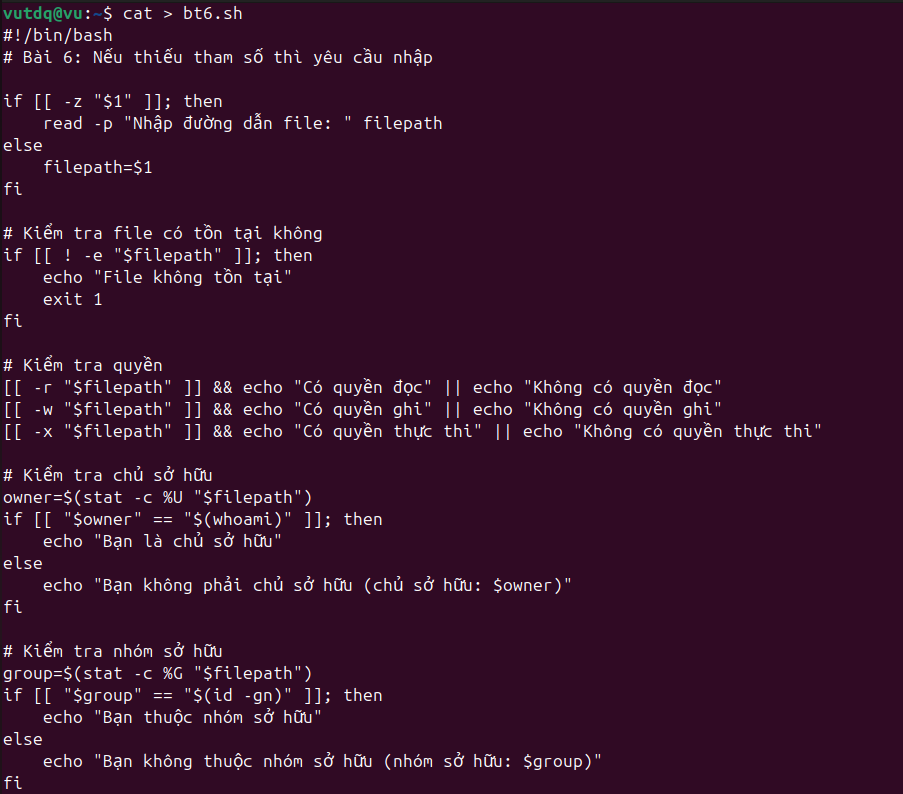 vutdq@vu:~$ cat > bt6.sh
#!/bin/bash
# Bài 6: Nếu thiếu tham số thì yêu cầu nhập

if [[ -z "$1" ]]; then
    read -p "Nhập đường dẫn file: " filepath
else
    filepath=$1
fi

# Kiểm tra file có tồn tại không
if [[ ! -e "$filepath" ]]; then
    echo "File không tồn tại"
    exit 1
fi

# Kiểm tra quyền
[[ -r "$filepath" ]] && echo "Có quyền đọc" || echo "Không có quyền đọc"
[[ -w "$filepath" ]] && echo "Có quyền ghi" || echo "Không có quyền ghi"
[[ -x "$filepath" ]] && echo "Có quyền thực thi" || echo "Không có quyền thực thi"

# Kiểm tra chủ sở hữu
owner=$(stat -c %U "$filepath")
if [[ "$owner" == "$(whoami)" ]]; then
    echo "Bạn là chủ sở hữu"
else
    echo "Bạn không phải chủ sở hữu (chủ sở hữu: $owner)"
fi

# Kiểm tra nhóm sở hữu
group=$(stat -c %G "$filepath")
if [[ "$group" == "$(id -gn)" ]]; then
    echo "Bạn thuộc nhóm sở hữu"
else
    echo "Bạn không thuộc nhóm sở hữu (nhóm sở hữu: $group)"
fi